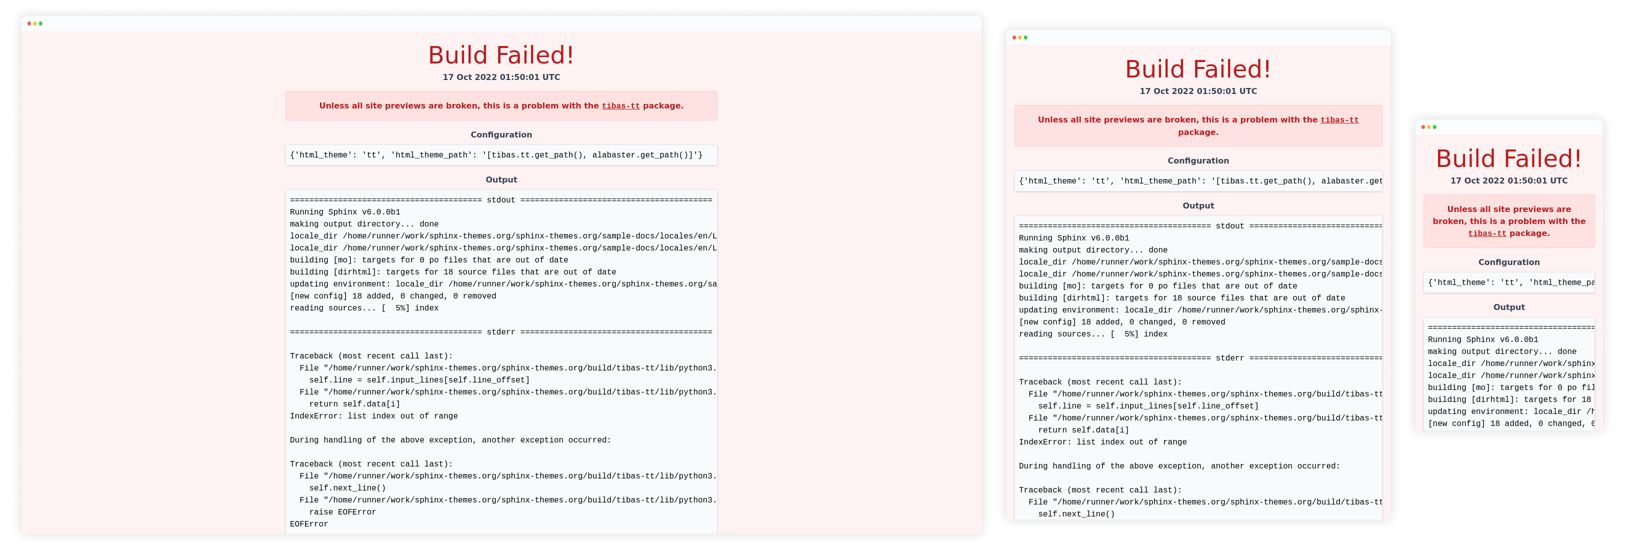 Build Failed!
17 Oct 2022 01:50:01 UTC
Unless all site previews are broken, this is a problem with the tibas-tt package.
Configuration
{'html_theme': 'tt', 'html_theme_path': '[tibas.tt.get_path(), alabaster.get_path()]'}
Output
======================================== stdout ========================================
Running Sphinx v6.0.0b1
making output directory... done
locale_dir /home/runner/work/sphinx-themes.org/sphinx-themes.org/sample-docs/locales/en/L
locale_dir /home/runner/work/sphinx-themes.org/sphinx-themes.org/sample-docs/locales/en/L
building [mo]: targets for 0 po files that are out of date
building [dirhtml]: targets for 18 source files that are out of date
updating environment: locale_dir /home/runner/work/sphinx-themes.org/sphinx-themes.org/sa
[new config] 18 added, 0 changed, 0 removed
reading sources... [  5%] index
======================================== stderr ========================================
Traceback (most recent call last):
  File "/home/runner/work/sphinx-themes.org/sphinx-themes.org/build/tibas-tt/lib/python3.
    self.line = self.input_lines[self.line_offset]
  File "/home/runner/work/sphinx-themes.org/sphinx-themes.org/build/tibas-tt/lib/python3.
    return self.data[i]
IndexError: list index out of range
During handling of the above exception, another exception occurred:
Traceback (most recent call last):
  File "/home/runner/work/sphinx-themes.org/sphinx-themes.org/build/tibas-tt/lib/python3.
    self.next_line()
  File "/home/runner/work/sphinx-themes.org/sphinx-themes.org/build/tibas-tt/lib/python3.
    raise EOFError
EOFError
Build Failed!
17 Oct 2022 01:50:01 UTC
Unless all site previews are broken, this is a problem with the tibas-tt
package.
Configuration
{'html_theme': 'tt', 'html_theme_path': '[tibas.tt.get_path(), alabaster.get
Output
======================================== stdout ==================================
Running Sphinx v6.0.0b1
making output directory... done
locale_dir /home/runner/work/sphinx-themes.org/sphinx-themes.org/sample-docs
locale_dir /home/runner/work/sphinx-themes.org/sphinx-themes.org/sample-docs
building [mo]: targets for 0 po files that are out of date
building [dirhtml]: targets for 18 source files that are out of date
updating environment: locale_dir /home/runner/work/sphinx-themes.org/sphinx-
[new config] 18 added, 0 changed, 0 removed
reading sources... [  5%] index
======================================== stderr ==================================
Traceback (most recent call last):
  File "/home/runner/work/sphinx-themes.org/sphinx-themes.org/build/tibas-tt
    self.line = self.input_lines[self.line_offset]
  File "/home/runner/work/sphinx-themes.org/sphinx-themes.org/build/tibas-tt
    return self.data[i]
IndexError: list index out of range
During handling of the above exception, another exception occurred:
Traceback (most recent call last):
  File "/home/runner/work/sphinx-themes.org/sphinx-themes.org/build/tibas-tt
    self.next_line()
Build Failed!
17 Oct 2022 01:50:01 UTC
Unless all site previews are
broken, this is a problem with the
tibas-tt package.
Configuration
{'html_theme': 'tt', 'html_theme_pa
Output
===================================
Running Sphinx v6.0.0b1
making output directory... done
locale_dir /home/runner/work/sphinx
locale_dir /home/runner/work/sphinx
building [mo]: targets for 0 po fil
building [dirhtml]: targets for 18
updating environment: locale_dir /h
[new config] 18 added, 0 changed, 0